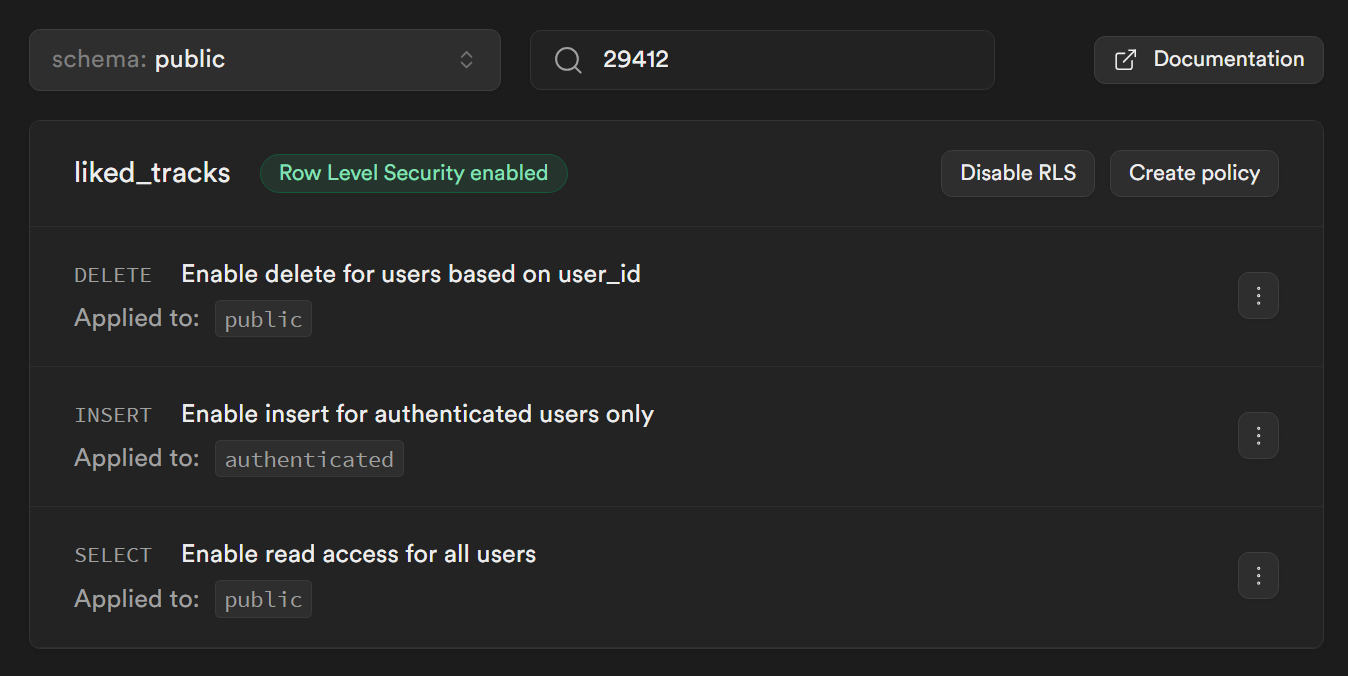 schema: public
29412
Documentation
liked_tracks
Row Level Security enabled
Disable RLS
Create policy
DELETE Enable delete for users based on user_id
Applied to: public
INSERT Enable insert for authenticated users only
Applied to: authenticated
SELECT Enable read access for all users
Applied to: public